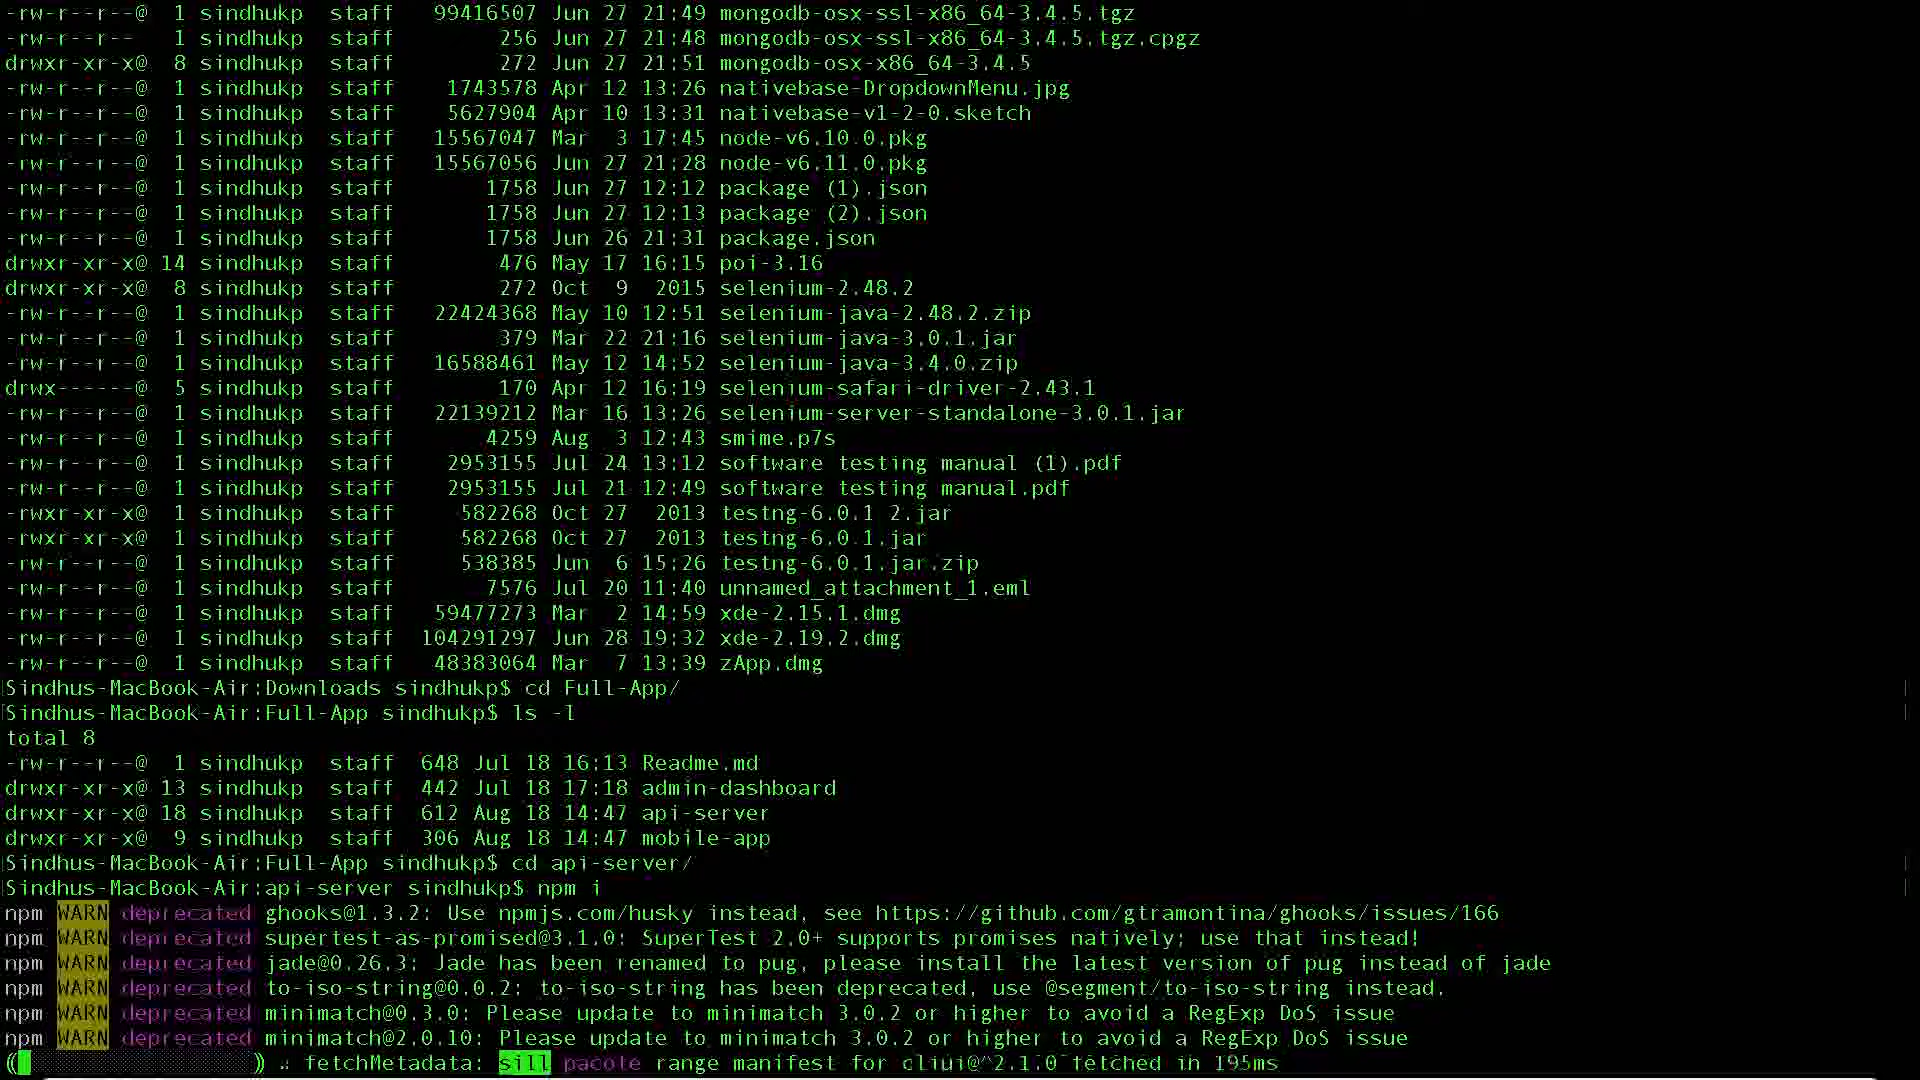 -rw-r--r--@  1 sindhukp  staff   99416507 Jun 27 21:49 mongodb-osx-ssl-x86_64-3.4.5.tgz
-rw-r--r--   1 sindhukp  staff        256 Jun 27 21:48 mongodb-osx-ssl-x86_64-3.4.5.tgz.cpgz
drwxr-xr-x@  8 sindhukp  staff        272 Jun 27 21:51 mongodb-osx-x86_64-3.4.5
-rw-r--r--@  1 sindhukp  staff    1743578 Apr 12 13:26 nativebase-DropdownMenu.jpg
-rw-r--r--@  1 sindhukp  staff    5627904 Apr 10 13:31 nativebase-v1-2-0.sketch
-rw-r--r--@  1 sindhukp  staff   15567047 Mar  3 17:45 node-v6.10.0.pkg
-rw-r--r--@  1 sindhukp  staff   15567056 Jun 27 21:28 node-v6.11.0.pkg
-rw-r--r--@  1 sindhukp  staff       1758 Jun 27 12:12 package (1).json
-rw-r--r--@  1 sindhukp  staff       1758 Jun 27 12:13 package (2).json
-rw-r--r--@  1 sindhukp  staff       1758 Jun 26 21:31 package.json
drwxr-xr-x@ 14 sindhukp  staff        476 May 17 16:15 poi-3.16
drwxr-xr-x@  8 sindhukp  staff        272 Oct  9  2015 selenium-2.48.2
-rw-r--r--@  1 sindhukp  staff   22424368 May 10 12:51 selenium-java-2.48.2.zip
-rw-r--r--@  1 sindhukp  staff        379 Mar 22 21:16 selenium-java-3.0.1.jar
-rw-r--r--@  1 sindhukp  staff   16588461 May 12 14:52 selenium-java-3.4.0.zip
drwx------@  5 sindhukp  staff        170 Apr 12 16:19 selenium-safari-driver-2.43.1
-rw-r--r--@  1 sindhukp  staff   22139212 Mar 16 13:26 selenium-server-standalone-3.0.1.jar
-rw-r--r--@  1 sindhukp  staff       4259 Aug  3 12:43 smime.p7s
-rw-r--r--@  1 sindhukp  staff    2953155 Jul 24 13:12 software testing manual (1).pdf
-rw-r--r--@  1 sindhukp  staff    2953155 Jul 21 12:49 software testing manual.pdf
-rwxr-xr-x@  1 sindhukp  staff     582268 Oct 27  2013 testng-6.0.1 2.jar
-rwxr-xr-x@  1 sindhukp  staff     582268 Oct 27  2013 testng-6.0.1.jar
-rw-r--r--@  1 sindhukp  staff     538385 Jun  6 15:26 testng-6.0.1.jar.zip
-rw-r--r--@  1 sindhukp  staff       7576 Jul 20 11:40 unnamed_attachment_1.eml
-rw-r--r--@  1 sindhukp  staff   59477273 Mar  2 14:59 xde-2.15.1.dmg
-rw-r--r--@  1 sindhukp  staff  104291297 Jun 28 19:32 xde-2.19.2.dmg
-rw-r--r--@  1 sindhukp  staff   48383064 Mar  7 13:39 zApp.dmg
Sindhus-MacBook-Air:Downloads sindhukp$ cd Full-App/
Sindhus-MacBook-Air:Full-App sindhukp$ ls -l
total 8
-rw-r--r--@  1 sindhukp  staff  648 Jul 18 16:13 Readme.md
drwxr-xr-x@ 13 sindhukp  staff  442 Jul 18 17:18 admin-dashboard
drwxr-xr-x@ 18 sindhukp  staff  612 Aug 18 14:47 api-server
drwxr-xr-x@  9 sindhukp  staff  306 Aug 18 14:47 mobile-app
Sindhus-MacBook-Air:Full-App sindhukp$ cd api-server/
Sindhus-MacBook-Air:api-server sindhukp$ npm i
npm WARN deprecated ghooks@1.3.2: Use npmjs.com/husky instead, see https://github.com/gtramontina/ghooks/issues/166
npm WARN deprecated supertest-as-promised@3.1.0: SuperTest 2.0+ supports promises natively; use that instead!
npm WARN deprecated jade@0.26.3: Jade has been renamed to pug, please install the latest version of pug instead of jade
npm WARN deprecated to-iso-string@0.0.2: to-iso-string has been deprecated, use @segment/to-iso-string instead.
npm WARN deprecated minimatch@0.3.0: Please update to minimatch 3.0.2 or higher to avoid a RegExp DoS issue
npm WARN deprecated minimatch@2.0.10: Please update to minimatch 3.0.2 or higher to avoid a RegExp DoS issue
fetchMetadata: sill pacote range manifest for cliui@^2.1.0 fetched in 195ms